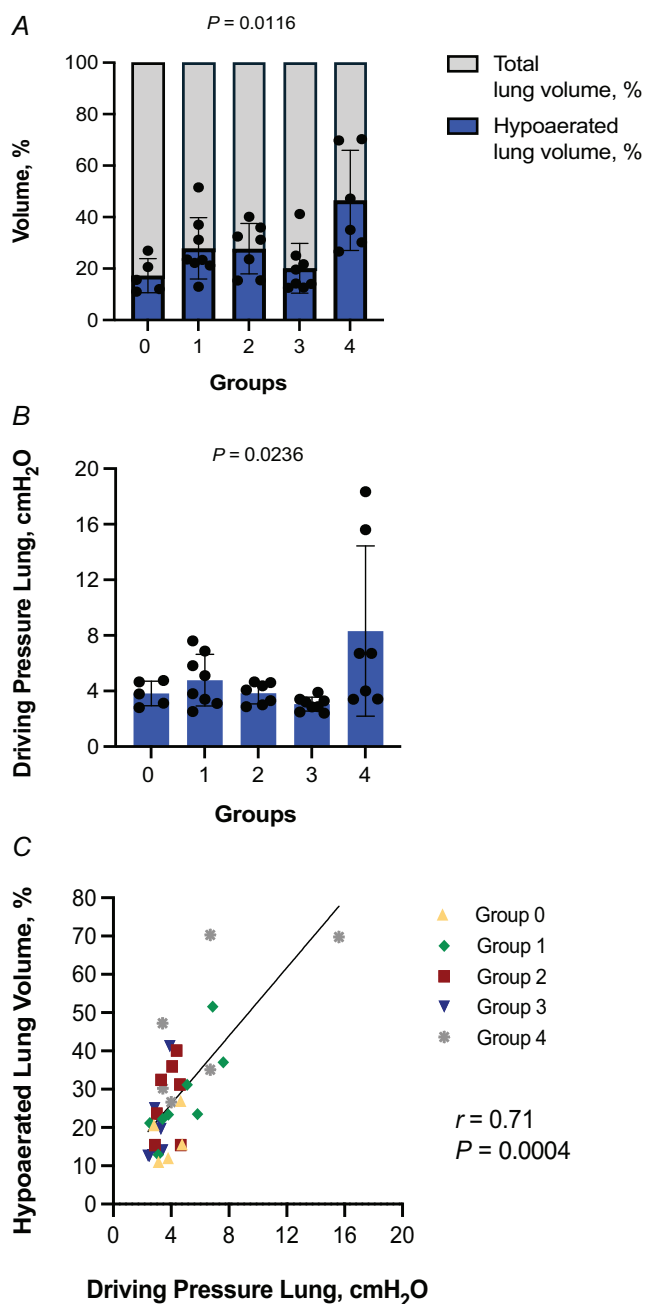 A
P = 0.0116
100
80
60
40
20
0
Volume, %
0 1 2 3 4
Groups
Total
lung volume, %
Hypoaerated
lung volume, %
B
P = 0.0236
20
16
12
8
4
0
Driving Pressure Lung, cmH₂O
0 1 2 3 4
Groups
C
80
70
60
50
40
30
20
10
0
Hypoaerated Lung Volume, %
0 4 8 12 16 20
Driving Pressure Lung, cmH₂O
Group 0
Group 1
Group 2
Group 3
Group 4
r = 0.71
P = 0.0004